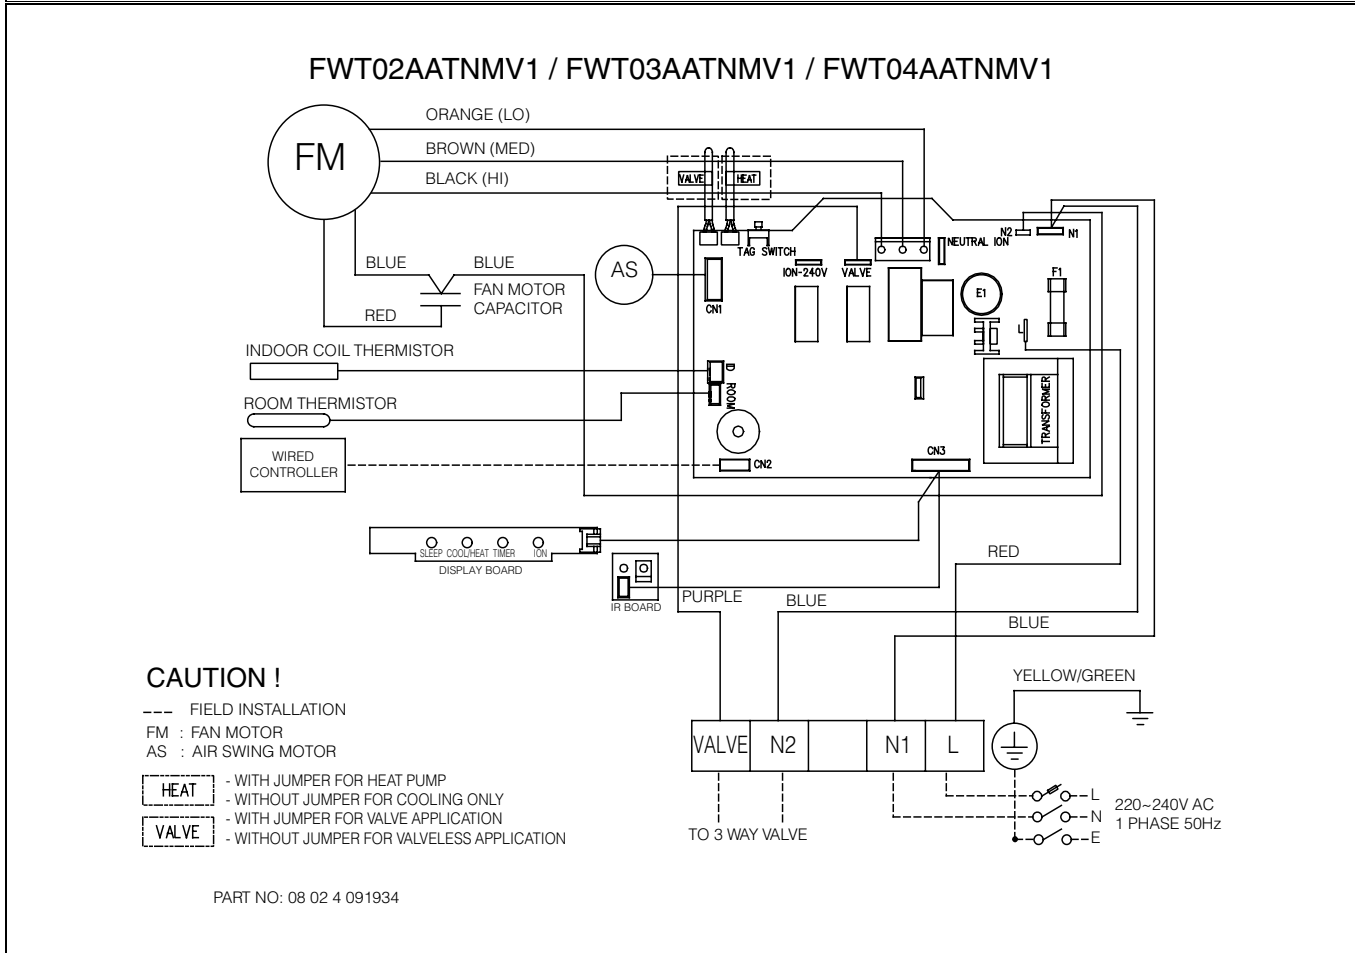 FWT02AATNMV1 / FWT03AATNMV1 / FWT04AATNMV1
ORANGE (LO)
BROWN (MED)
BLACK (HI)
FM
VALVE
HEAT
TAG SWITCH
NEUTRAL ION
N2
N1
BLUE
BLUE
FAN MOTOR
CAPACITOR
RED
AS
CN1
ION-240V
VALVE
E1
F1
L
INDOOR COIL THERMISTOR
ID
ROOM THERMISTOR
ROOM
TRANSFORMER
WIRED
CONTROLLER
CN2
CN3
SLEEP COOL/HEAT TIMER ION
DISPLAY BOARD
IR BOARD
RED
PURPLE
BLUE
BLUE
YELLOW/GREEN
VALVE N2 N1 L
TO 3 WAY VALVE
L
N
E
220~240V AC
1 PHASE 50Hz
CAUTION !
--- FIELD INSTALLATION
FM : FAN MOTOR
AS : AIR SWING MOTOR
HEAT
- WITH JUMPER FOR HEAT PUMP
- WITHOUT JUMPER FOR COOLING ONLY
VALVE
- WITH JUMPER FOR VALVE APPLICATION
- WITHOUT JUMPER FOR VALVELESS APPLICATION
PART NO: 08 02 4 091934